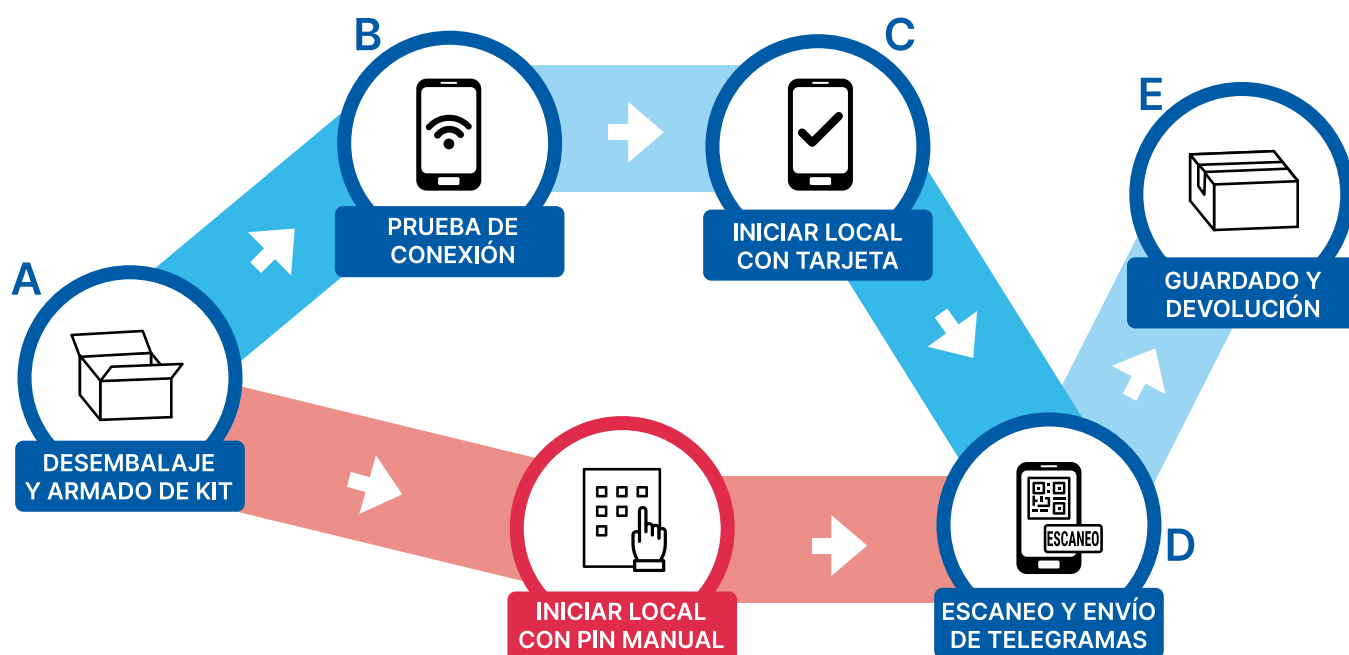 A
DESEMBALAJE
Y ARMADO DE KIT
B
PRUEBA DE
CONEXIÓN
C
INICIAR LOCAL
CON TARJETA
INICIAR LOCAL
CON PIN MANUAL
D
ESCANEO
ESCANEO Y ENVÍO
DE TELEGRAMAS
E
GUARDADO Y
DEVOLUCIÓN